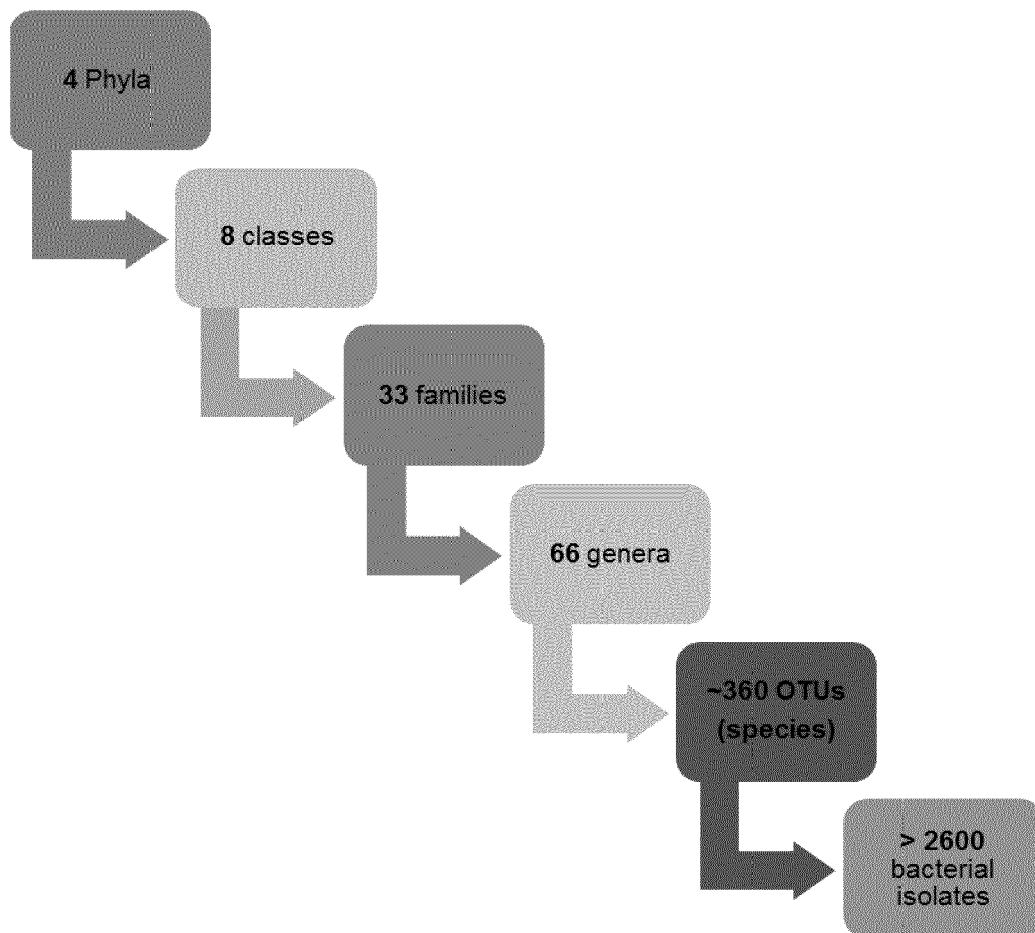 4 Phyla
8 classes
33 families
66 genera
~360 OTUs
(species)
> 2600
bacterial
isolates